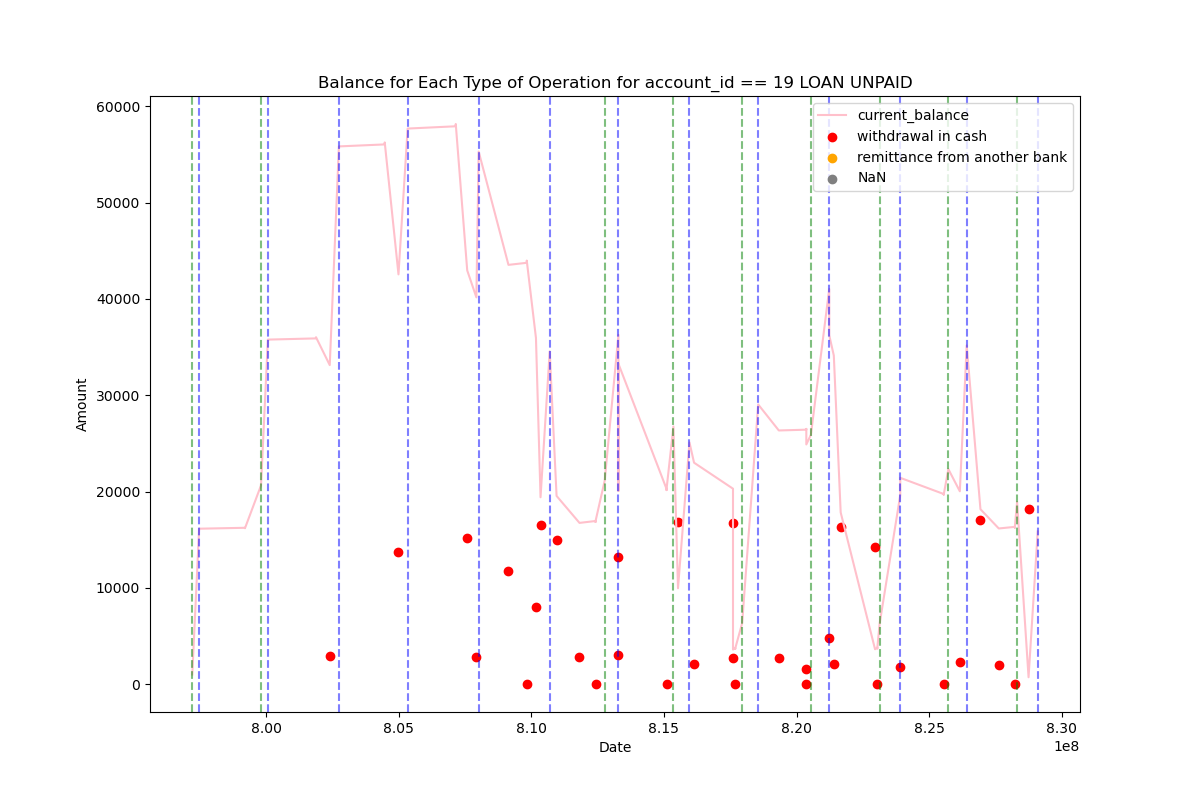 Balance for Each Type of Operation for account_id == 19 LOAN UNPAID
60000
50000
40000
30000
20000
10000
0
Amount
current_balance
withdrawal in cash
remittance from another bank
NaN
8.00
8.05
8.10
8.15
8.20
8.25
8.30
1e8
Date